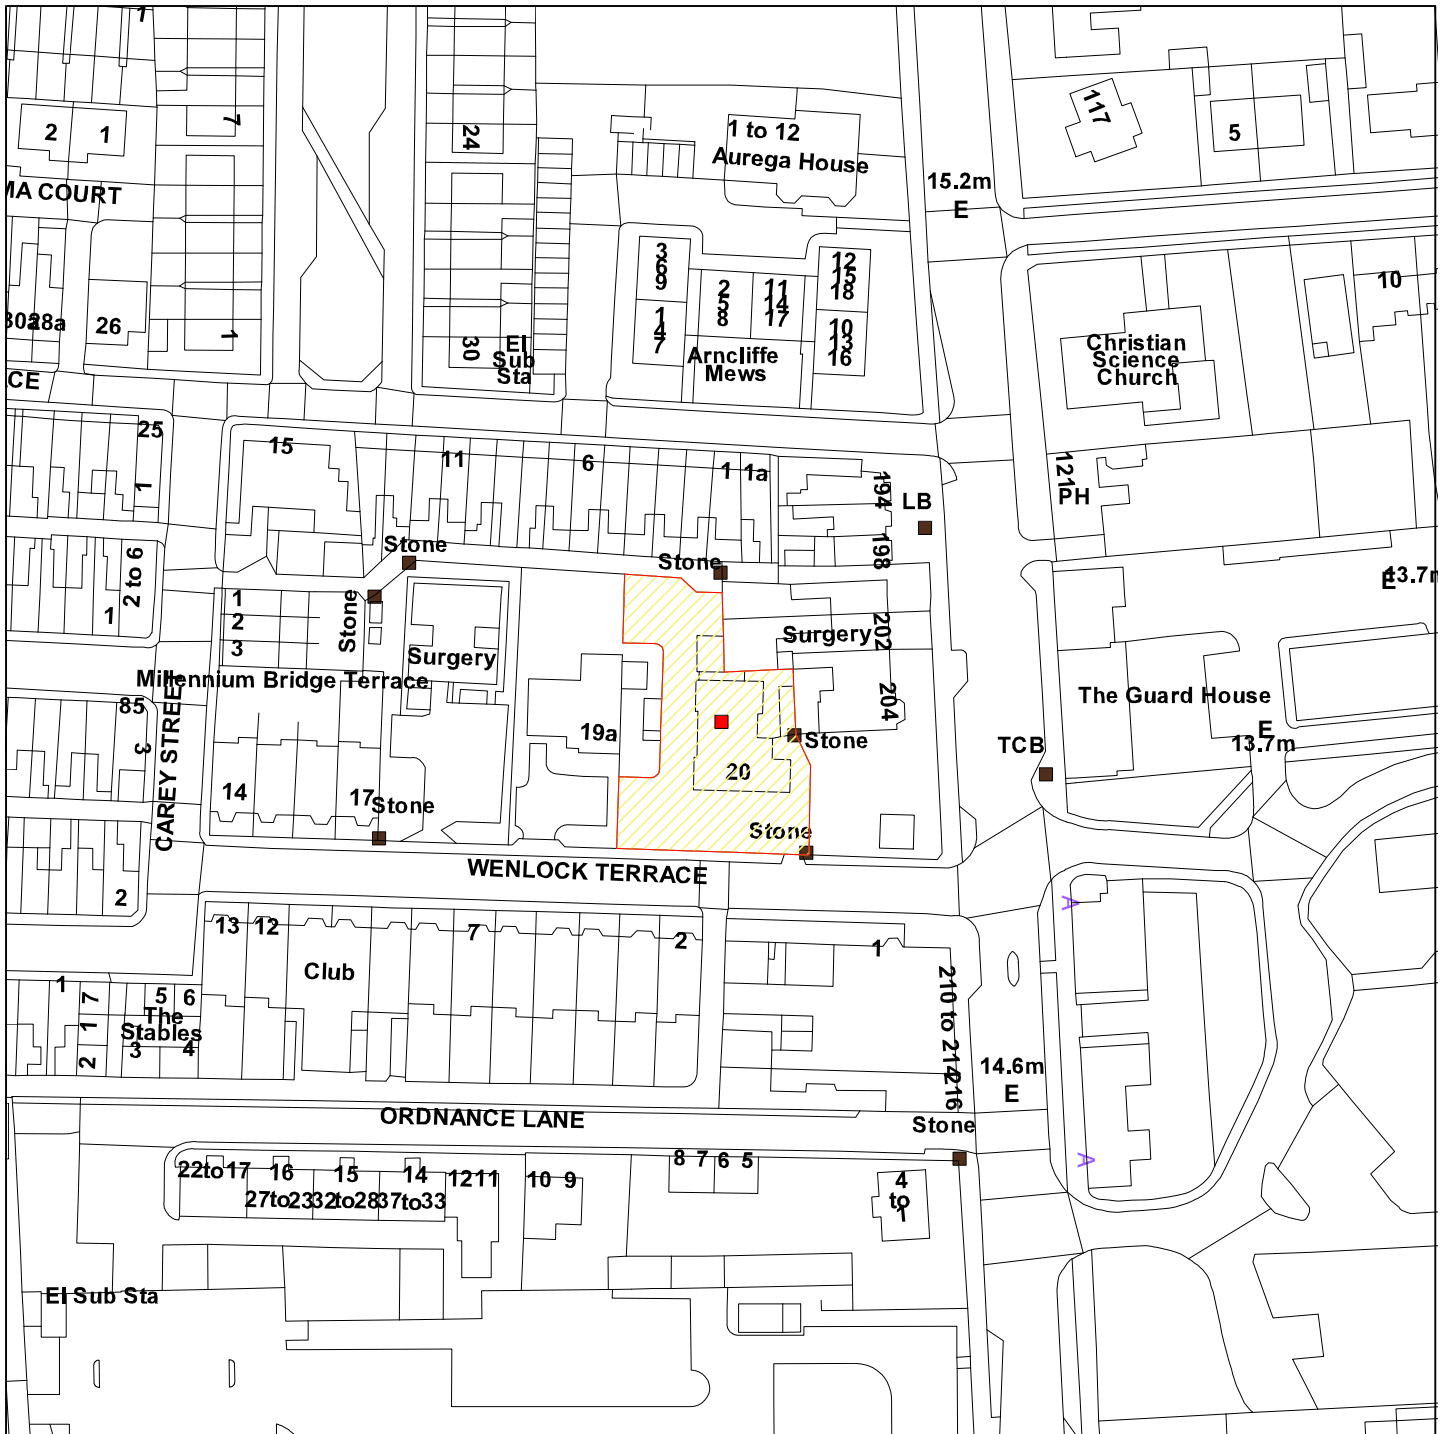 1
2
1
7
24
1 to 12
Aurega House
117
5
MA COURT
15.2m
E
30a
28a
26
1
30
El
Sub
Sta
3
6
9
1
4
7
2
5
8
11
14
17
12
15
18
10
13
16
Arncliffe
Mews
Christian
Science
Church
10
CE
25
1
15
11
6
1
1a
194
198
LB
121
PH
Stone
Stone
2 to 6
1
1
2
3
Stone
Surgery
Surgery
202
204
13.7m
E
Millennium Bridge Terrace
85
3
CAREY STREET
19a
20
Stone
The Guard House
E
13.7m
TCB
14
17
Stone
Stone
2
WENLOCK TERRACE
13
12
Club
7
2
1
A
210 to 214
216
1
7
1
2
5
6
The
Stables
3
4
14.6m
E
ORDNANCE LANE
Stone
A
22to17
16
27to23
15
32to28
14
37to33
12
11
10
9
8
7
6
5
4
to
1
El Sub Sta